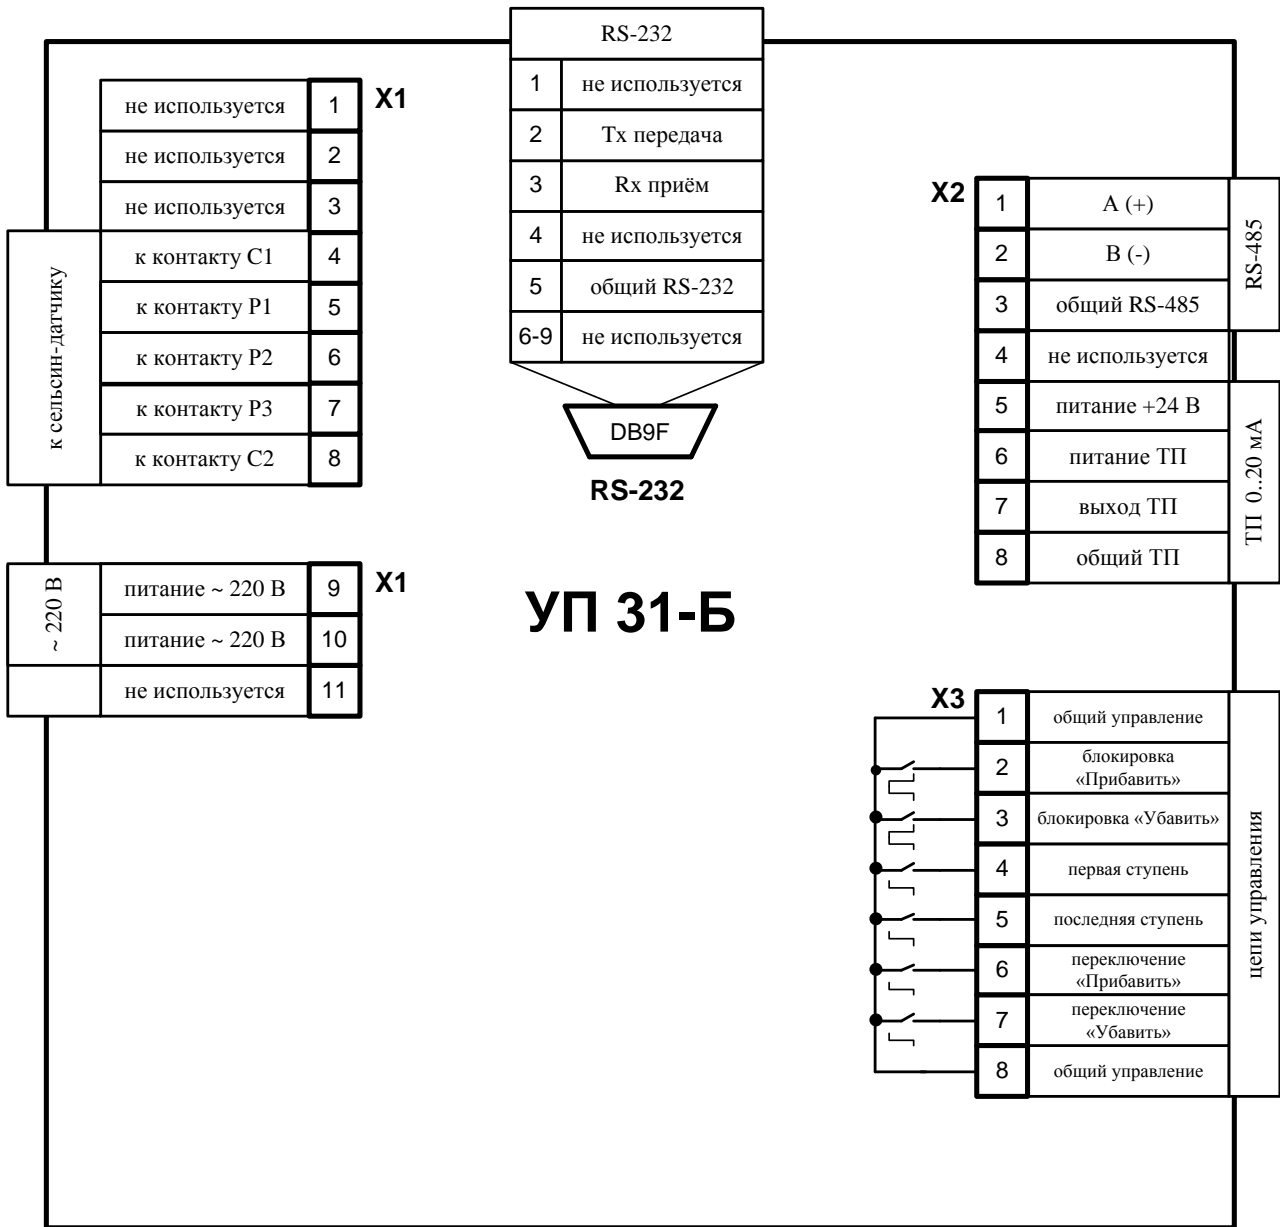 RS-232
1 не используется
2 Tx передача
3 Rx приём
4 не используется
5 общий RS-232
6-9 не используется
DB9F
RS-232
X1
не используется 1
не используется 2
не используется 3
к сельсин-датчику
к контакту С1 4
к контакту Р1 5
к контакту Р2 6
к контакту Р3 7
к контакту С2 8
X1
~ 220 В
питание ~ 220 В 9
питание ~ 220 В 10
не используется 11
УП 31-Б
X2
1 А (+)
2 В (-)
3 общий RS-485
RS-485
4 не используется
5 питание +24 В
6 питание ТП
7 выход ТП
8 общий ТП
ТП 0..20 мА
X3
1 общий управление
2 блокировка
«Прибавить»
3 блокировка «Убавить»
4 первая ступень
5 последняя ступень
6 переключение
«Прибавить»
7 переключение
«Убавить»
8 общий управление
цепи управления